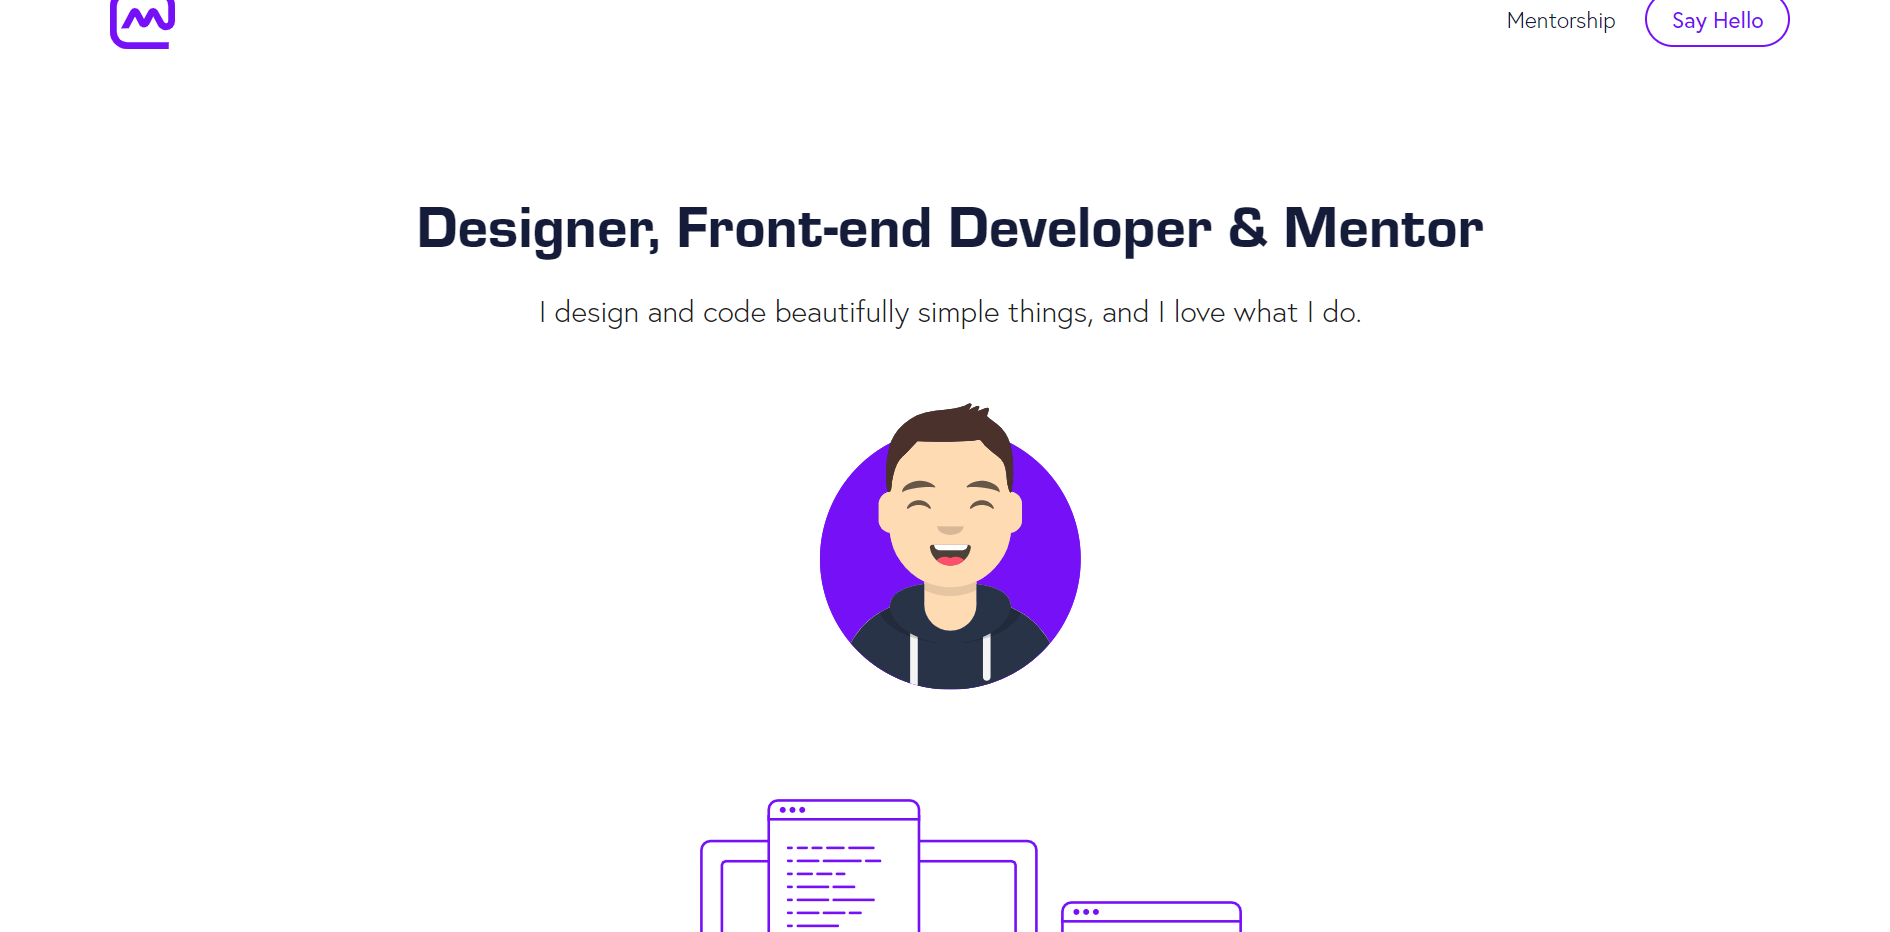 Mentorship
Say Hello
Designer, Front-end Developer & Mentor
I design and code beautifully simple things, and I love what I do.